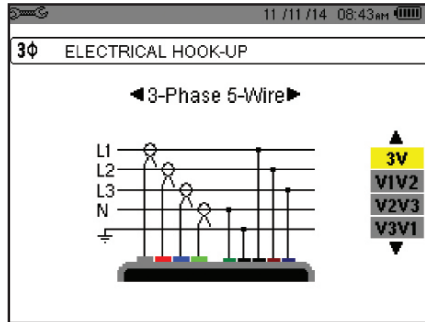 11 /11 /14 08:43AM
3Φ ELECTRICAL HOOK-UP
◄3-Phase 5-Wire►
L1
L2
L3
N
3V
V1V2
V2V3
V3V1